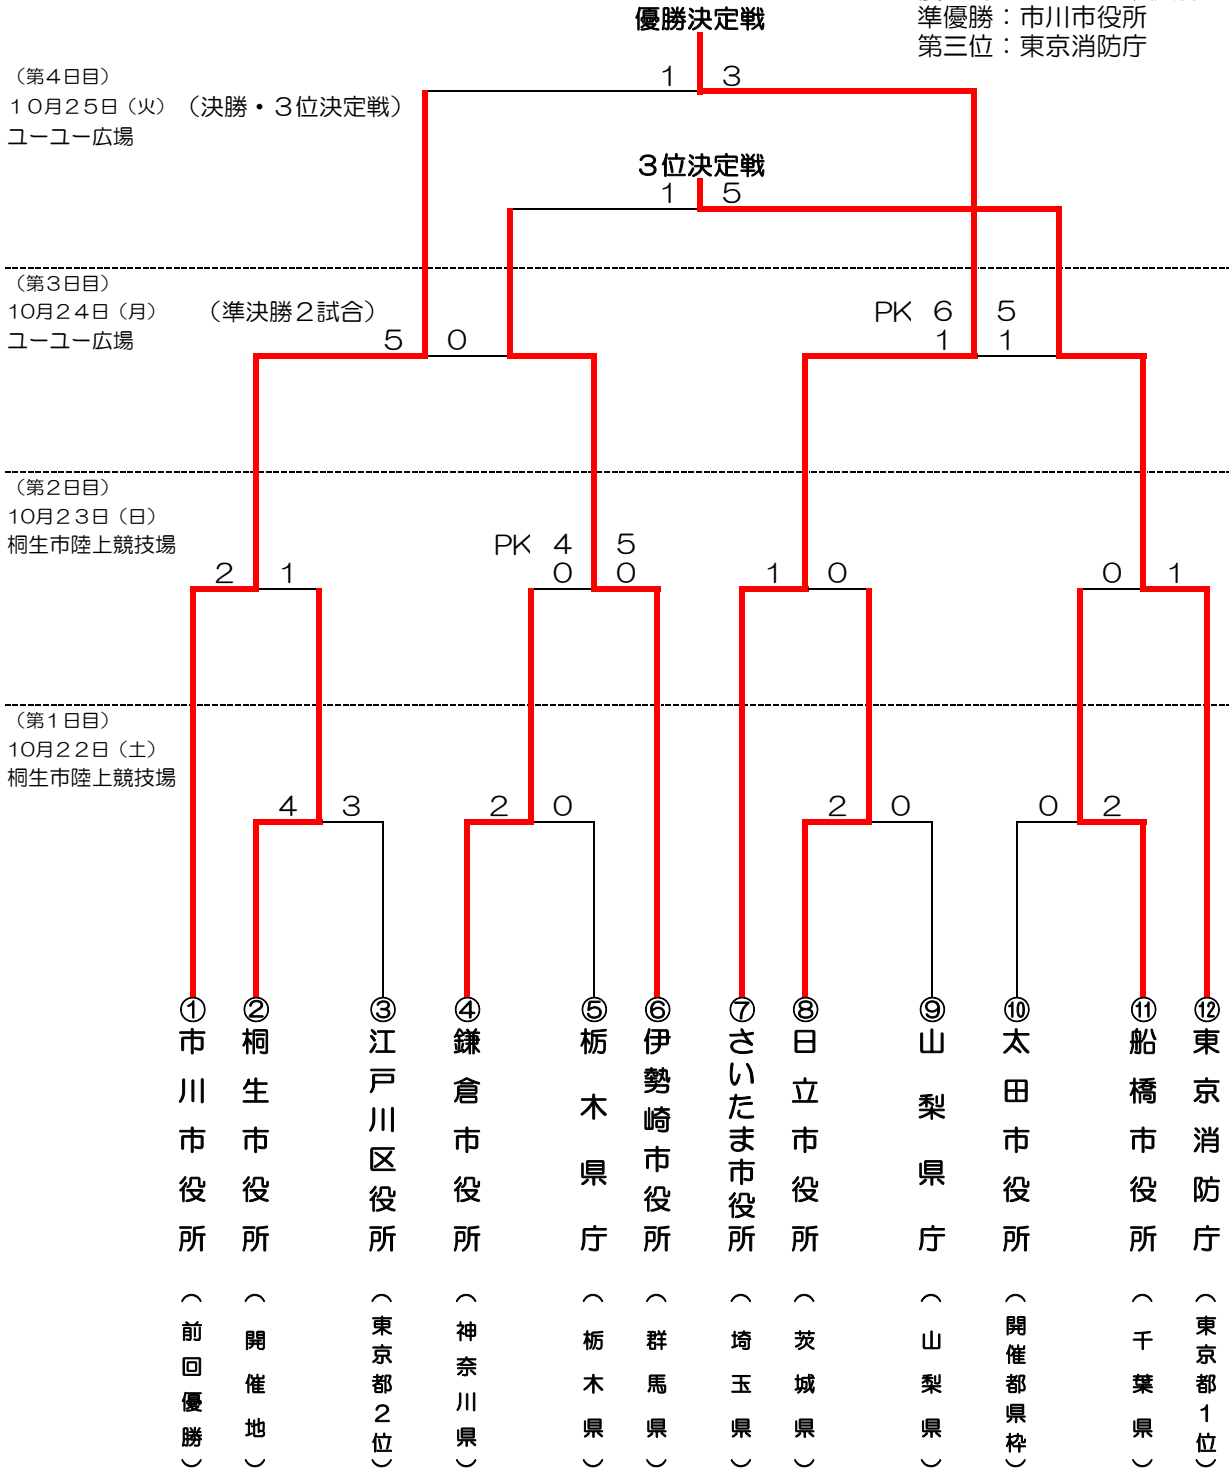 優勝決定戦
準優勝：市川市役所
第三位：東京消防庁
（第４日目）
１０月２５日（火）　（決勝・３位決定戦）
ユーユー広場
1 3
３位決定戦
1 5
（第３日目）
１０月２４日（月）　（準決勝２試合）
ユーユー広場
PK 6 5
5 0 1 1
（第２日目）
１０月２３日（日）
桐生市陸上競技場
PK 4 5
2 1 0 0 1 0 0 1
（第１日目）
１０月２２日（土）
桐生市陸上競技場
4 3 2 0 2 0 0 2
①市川市役所（前回優勝）
②桐生市役所（開催地）
③江戸川区役所（東京都２位）
④鎌倉市役所（神奈川県）
⑤栃木県庁（栃木県）
⑥伊勢崎市役所（群馬県）
⑦さいたま市役所（埼玉県）
⑧日立市役所（茨城県）
⑨山梨県庁（山梨県）
⑩太田市役所（開催都県枠）
⑪船橋市役所（千葉県）
⑫東京消防庁（東京都１位）